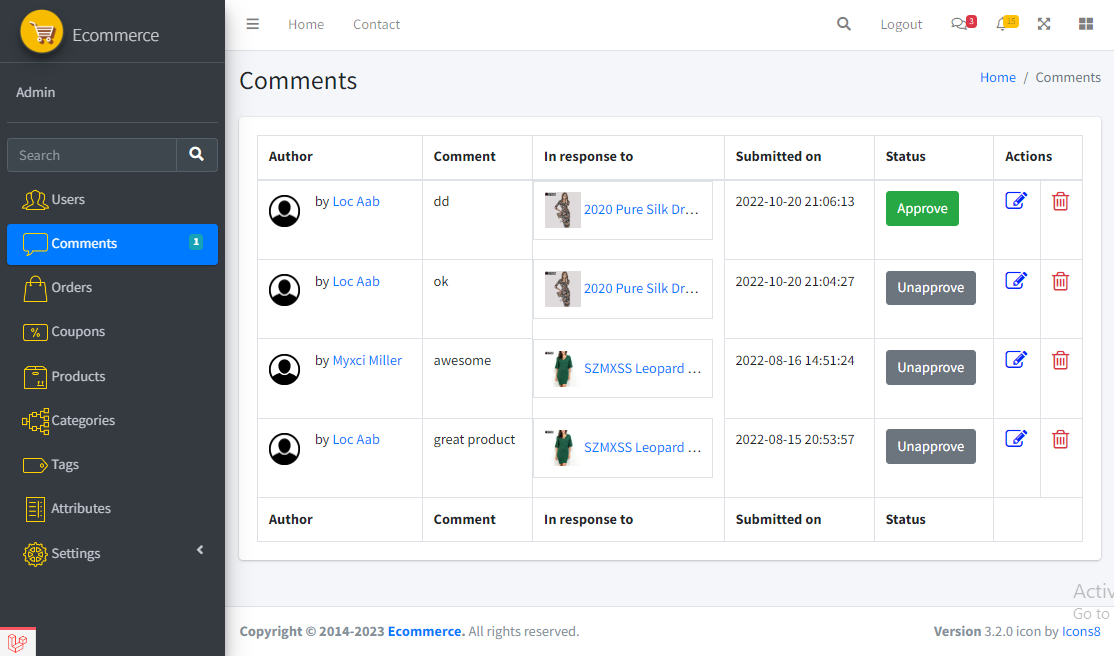 Ecommerce
Home Contact
Logout 3 15
Admin
Search
Users
Comments 1
Orders
Coupons
%
Products
Categories
Tags
Attributes
Settings
Comments
Home / Comments
Author Comment In response to Submitted on Status Actions
by Loc Aab dd 2020 Pure Silk Dr... 2022-10-20 21:06:13 Approve
by Loc Aab ok 2020 Pure Silk Dr... 2022-10-20 21:04:27 Unapprove
by Myxci Miller awesome SZMXSS Leopard ... 2022-08-16 14:51:24 Unapprove
by Loc Aab great product SZMXSS Leopard ... 2022-08-15 20:53:57 Unapprove
Author Comment In response to Submitted on Status
Activ
Go to
Copyright © 2014-2023 Ecommerce. All rights reserved.
Version 3.2.0 icon by Icons8